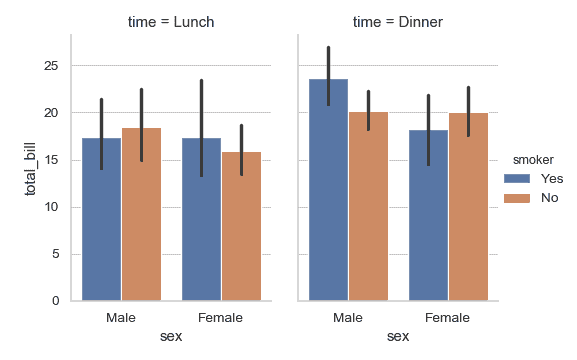 time = Lunch
time = Dinner
total_bill
25
20
15
10
5
0
Male
Female
sex
Male
Female
sex
smoker
Yes
No